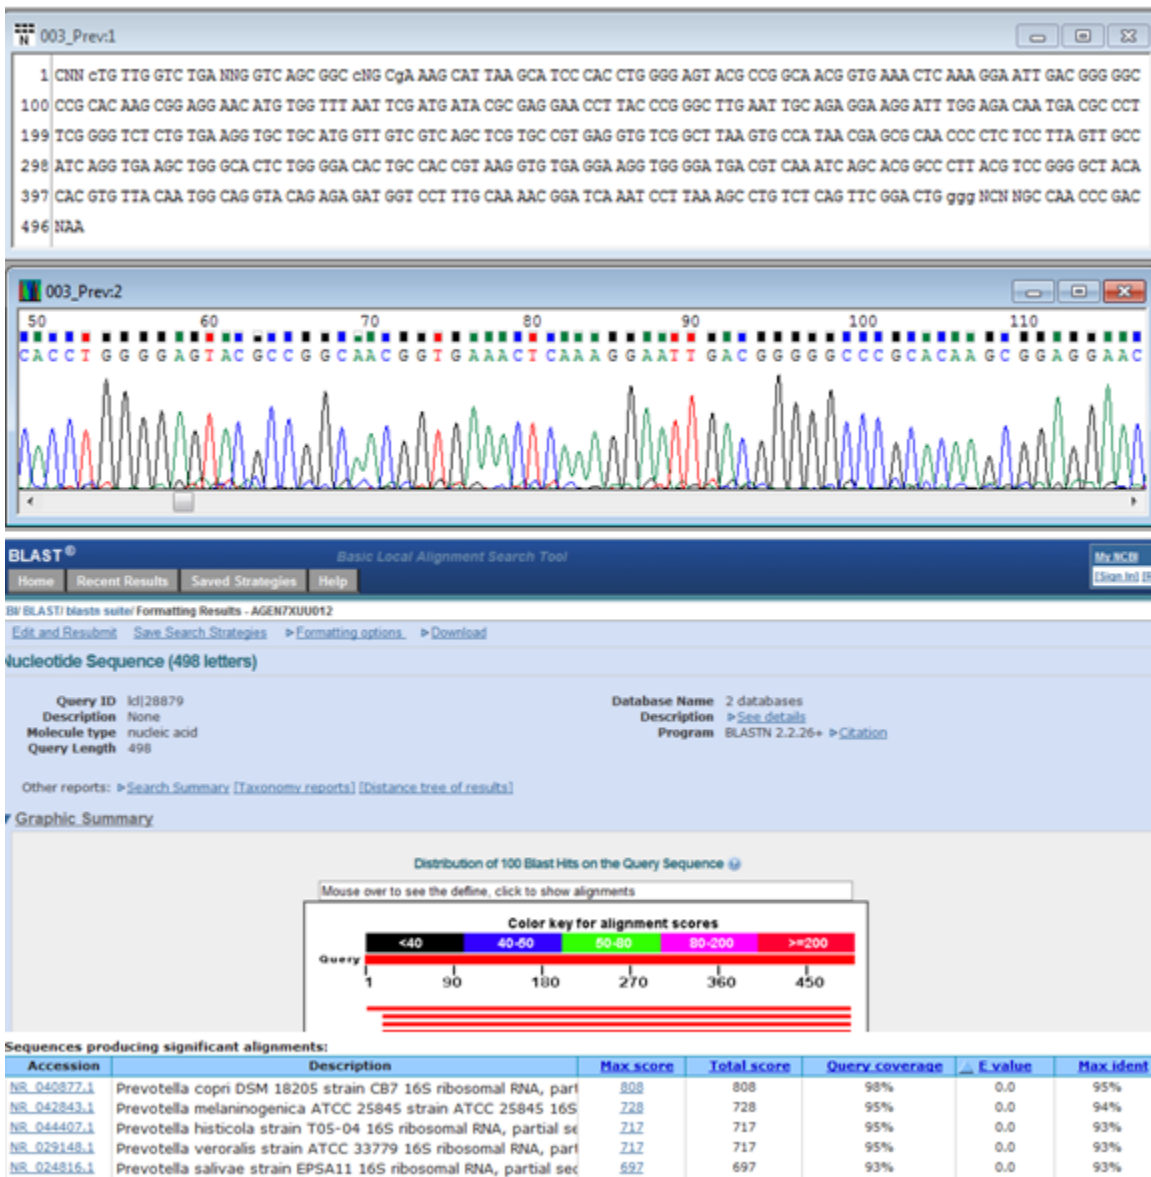 003_Prev:1
1 CNN cTG TTG GTC TGA NNG GTC AGC GGC cNG CgA AAG CAT TAA GCA TCC CAC CTG GGG AGT ACG CCG GCA ACG GTG AAA CTC AAA GGA ATT GAC GGG GGC
100 CCG CAC AAG CGG AGG AAC ATG TGG TTT AAT TCG ATG ATA CGC GAG GAA CCT TAC CCG GGC TTG AAT TGC AGA GGA AGG ATT TGG AGA CAA TGA CGC CCT
199 TCG GGG TCT CTG TGA AGG TGC TGC ATG GTT GTC GTC AGC TCG TGC CGT GAG GTG TCG GCT TAA GTG CCA TAA CGA GCG CAA CCC CTC TCC TTA GTT GCC
298 ATC AGG TGA AGC TGG GCA CTC TGG GGA CAC TGC CAC CGT AAG GTG TGA GGA AGG TGG GGA TGA CGT CAA ATC AGC ACG GCC CTT ACG TCC GGG GCT ACA
397 CAC GTG TTA CAA TGG CAG GTA CAG AGA GAT GGT CCT TTG CAA AAC GGA TCA AAT CCT TAA AGC CTG TCT CAG TTC GGA CTG ggg NCN NGC CAA CCC GAC
496 NAA
003_Prev:2
50 60 70 80 90 100 110
CACCTGGGGAGTACGCCGGCAACGGTGAAACTCAAAGGAATTGACGGGGGCCCGCACAAGCGGAGGAAC
BLAST® Basic Local Alignment Search Tool My NCBI
Home Recent Results Saved Strategies Help [Sign In]
BI/ BLAST/ blastn suite/ Formatting Results - AGEN7XUU012
Edit and Resubmit Save Search Strategies Formatting options Download
Nucleotide Sequence (498 letters)
Query ID lcl|28879 Database Name 2 databases
Description None Description See details
Molecule type nucleic acid Program BLASTN 2.2.26+ Citation
Query Length 498
Other reports: Search Summary [Taxonomy reports] [Distance tree of results]
Graphic Summary
Distribution of 100 Blast Hits on the Query Sequence
Mouse over to see the define, click to show alignments
Color key for alignment scores
<40 40-50 50-80 80-200 >=200
Query
1 90 180 270 360 450
Sequences producing significant alignments:
Accession Description Max score Total score Query coverage E value Max ident
NR_040877.1 Prevotella copri DSM 18205 strain CB7 16S ribosomal RNA, part 808 808 98% 0.0 95%
NR_042843.1 Prevotella melaninogenica ATCC 25845 strain ATCC 25845 16S 728 728 95% 0.0 94%
NR_044407.1 Prevotella histicola strain T05-04 16S ribosomal RNA, partial se 717 717 95% 0.0 93%
NR_029148.1 Prevotella veroralis strain ATCC 33779 16S ribosomal RNA, part 717 717 95% 0.0 93%
NR_024816.1 Prevotella salivae strain EPSA11 16S ribosomal RNA, partial sec 697 697 93% 0.0 93%